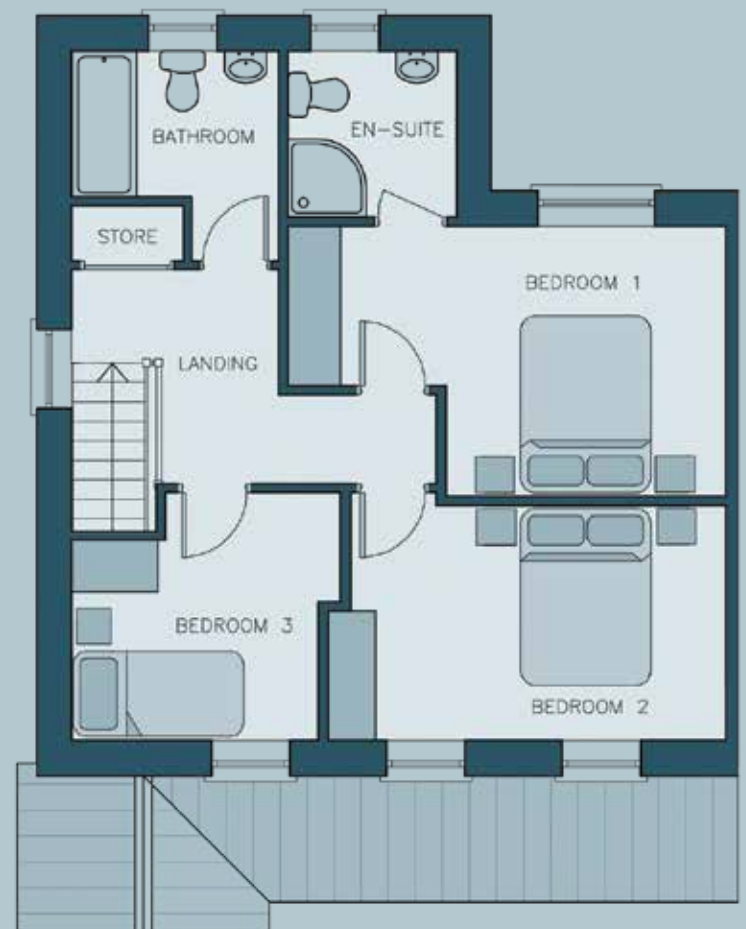 BATHROOM
EN-SUITE
STORE
BEDROOM 1
LANDING
BEDROOM 3
BEDROOM 2